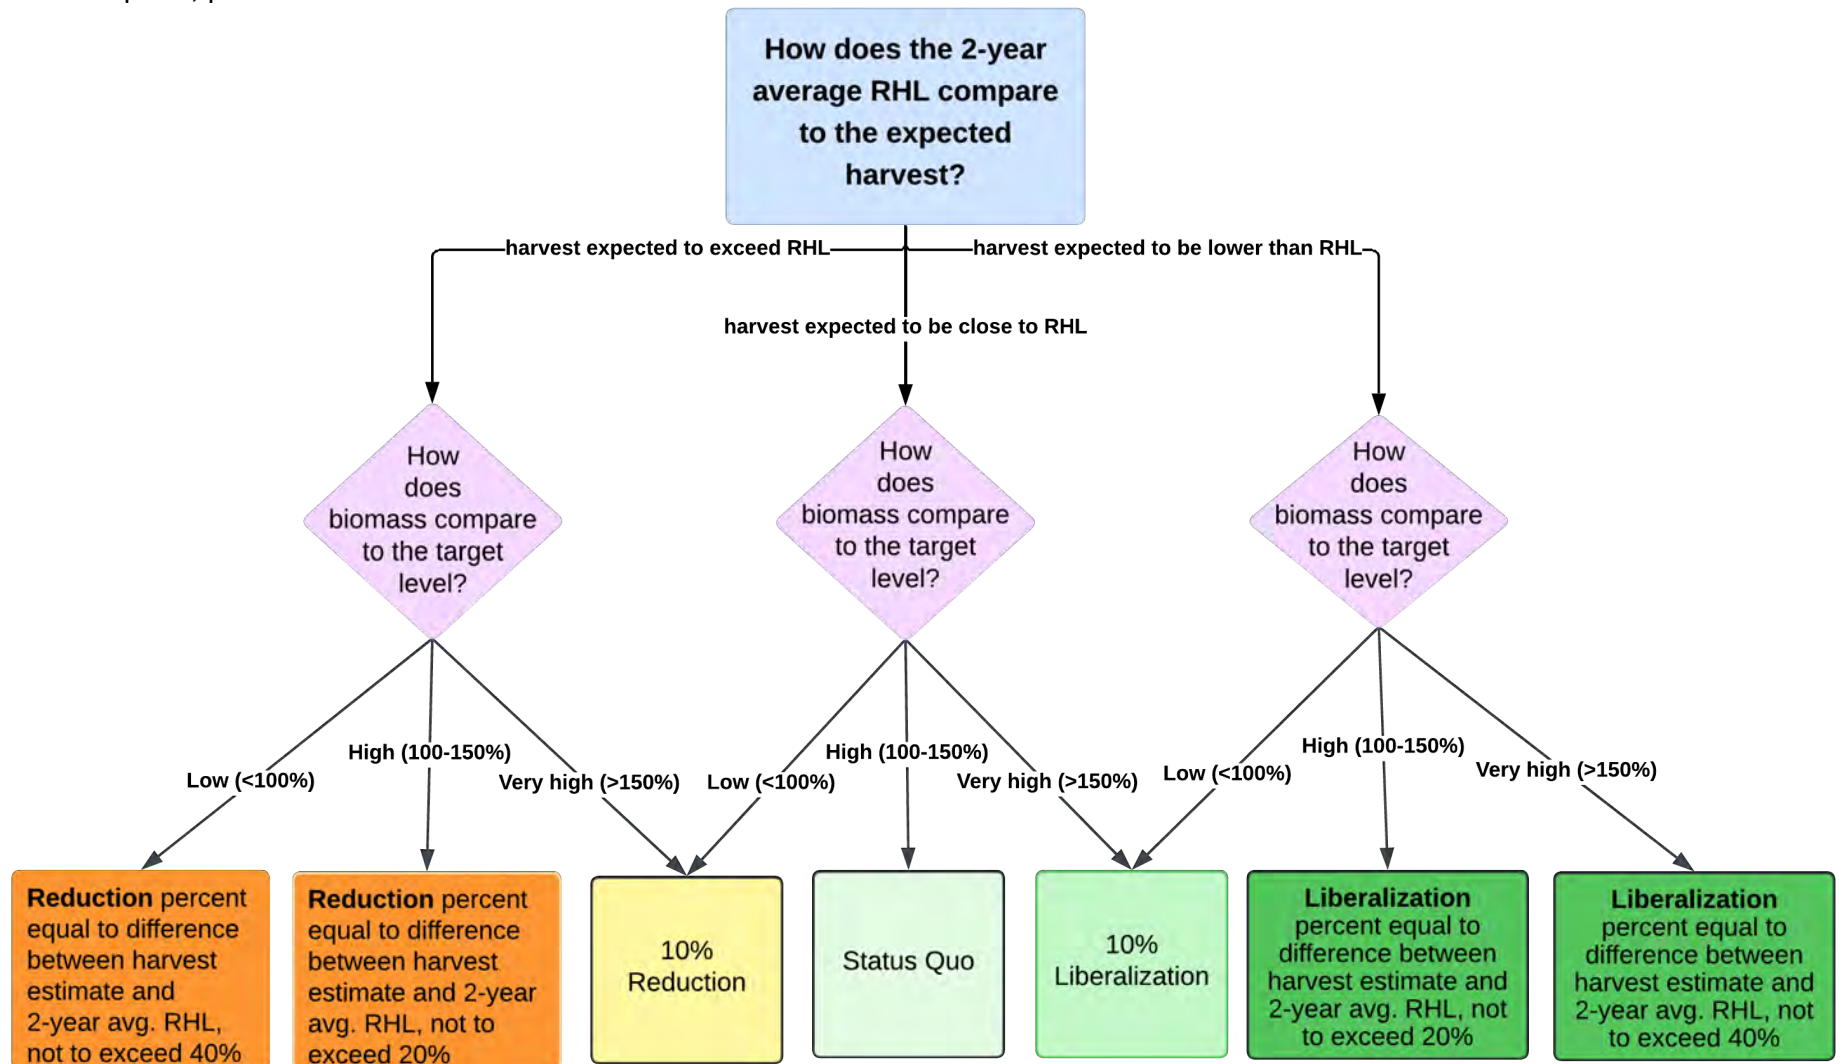 How does the 2-year
average RHL compare
to the expected
harvest?
harvest expected to exceed RHL
harvest expected to be lower than RHL
harvest expected to be close to RHL
How
does
biomass compare
to the target
level?
How
does
biomass compare
to the target
level?
How
does
biomass compare
to the target
level?
Low (<100%)
High (100-150%)
Very high (>150%)
Low (<100%)
High (100-150%)
Very high (>150%)
Low (<100%)
High (100-150%)
Very high (>150%)
Reduction percent
equal to difference
between harvest
estimate and
2-year avg. RHL,
not to exceed 40%
Reduction percent
equal to difference
between harvest
estimate and 2-year
avg. RHL, not to
exceed 20%
10%
Reduction
Status Quo
10%
Liberalization
Liberalization
percent equal to
difference between
harvest estimate and
2-year avg. RHL, not
to exceed 20%
Liberalization
percent equal to
difference between
harvest estimate and
2-year avg. RHL, not
to exceed 40%